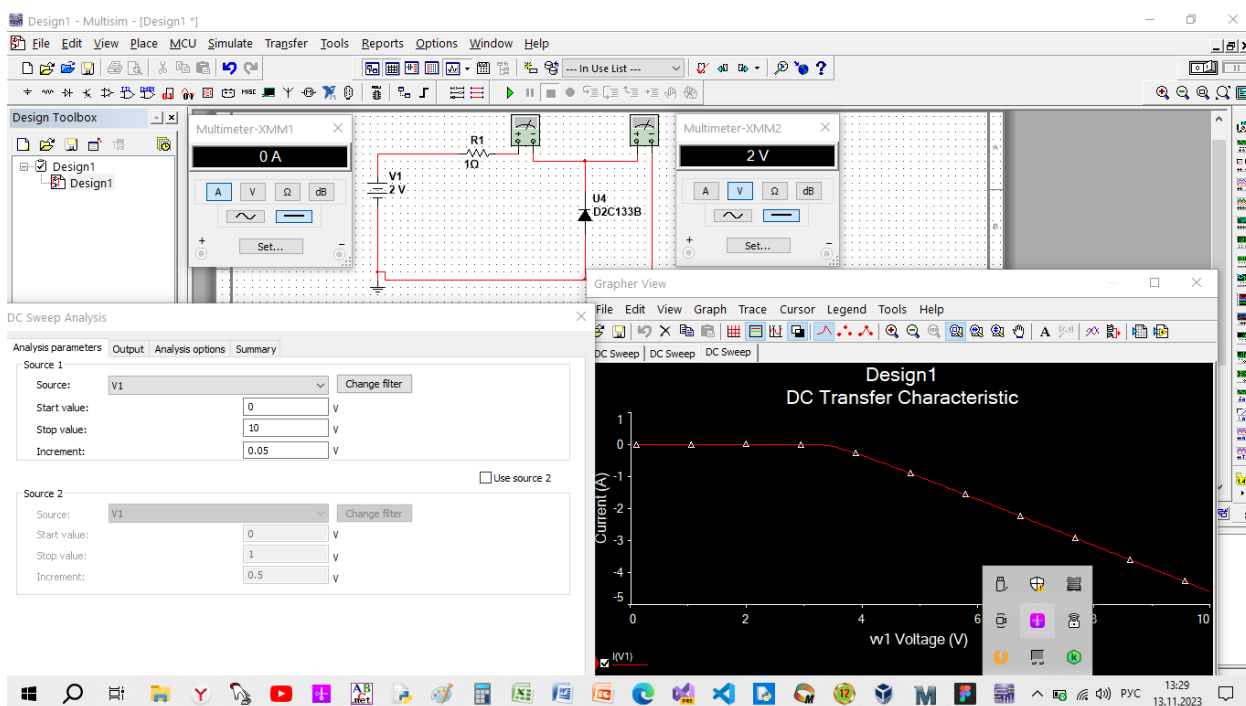 Design1 - Multisim - [Design1 *]
File Edit View Place MCU Simulate Transfer Tools Reports Options Window Help
--- In Use List ---
Design Toolbox
Design1
Design1
Multimeter-XMM1
0 A
A V Ω dB
+ Set... -
R1
1Ω
V1
2 V
U4
D2C133B
Multimeter-XMM2
2 V
A V Ω dB
+ Set... -
DC Sweep Analysis
Analysis parameters Output Analysis options Summary
Source 1
Source: V1 Change filter
Start value: 0 V
Stop value: 10 V
Increment: 0.05 V
Use source 2
Source 2
Source: V1 Change filter
Start value: 0 V
Stop value: 1 V
Increment: 0.5 V
Grapher View
File Edit View Graph Trace Cursor Legend Tools Help
DC Sweep DC Sweep DC Sweep
Design1
DC Transfer Characteristic
Current (A)
1
0
-1
-2
-3
-4
-5
0 2 4 6 8 10
vv1 Voltage (V)
I(V1)
РУС
13:29
13.11.2023